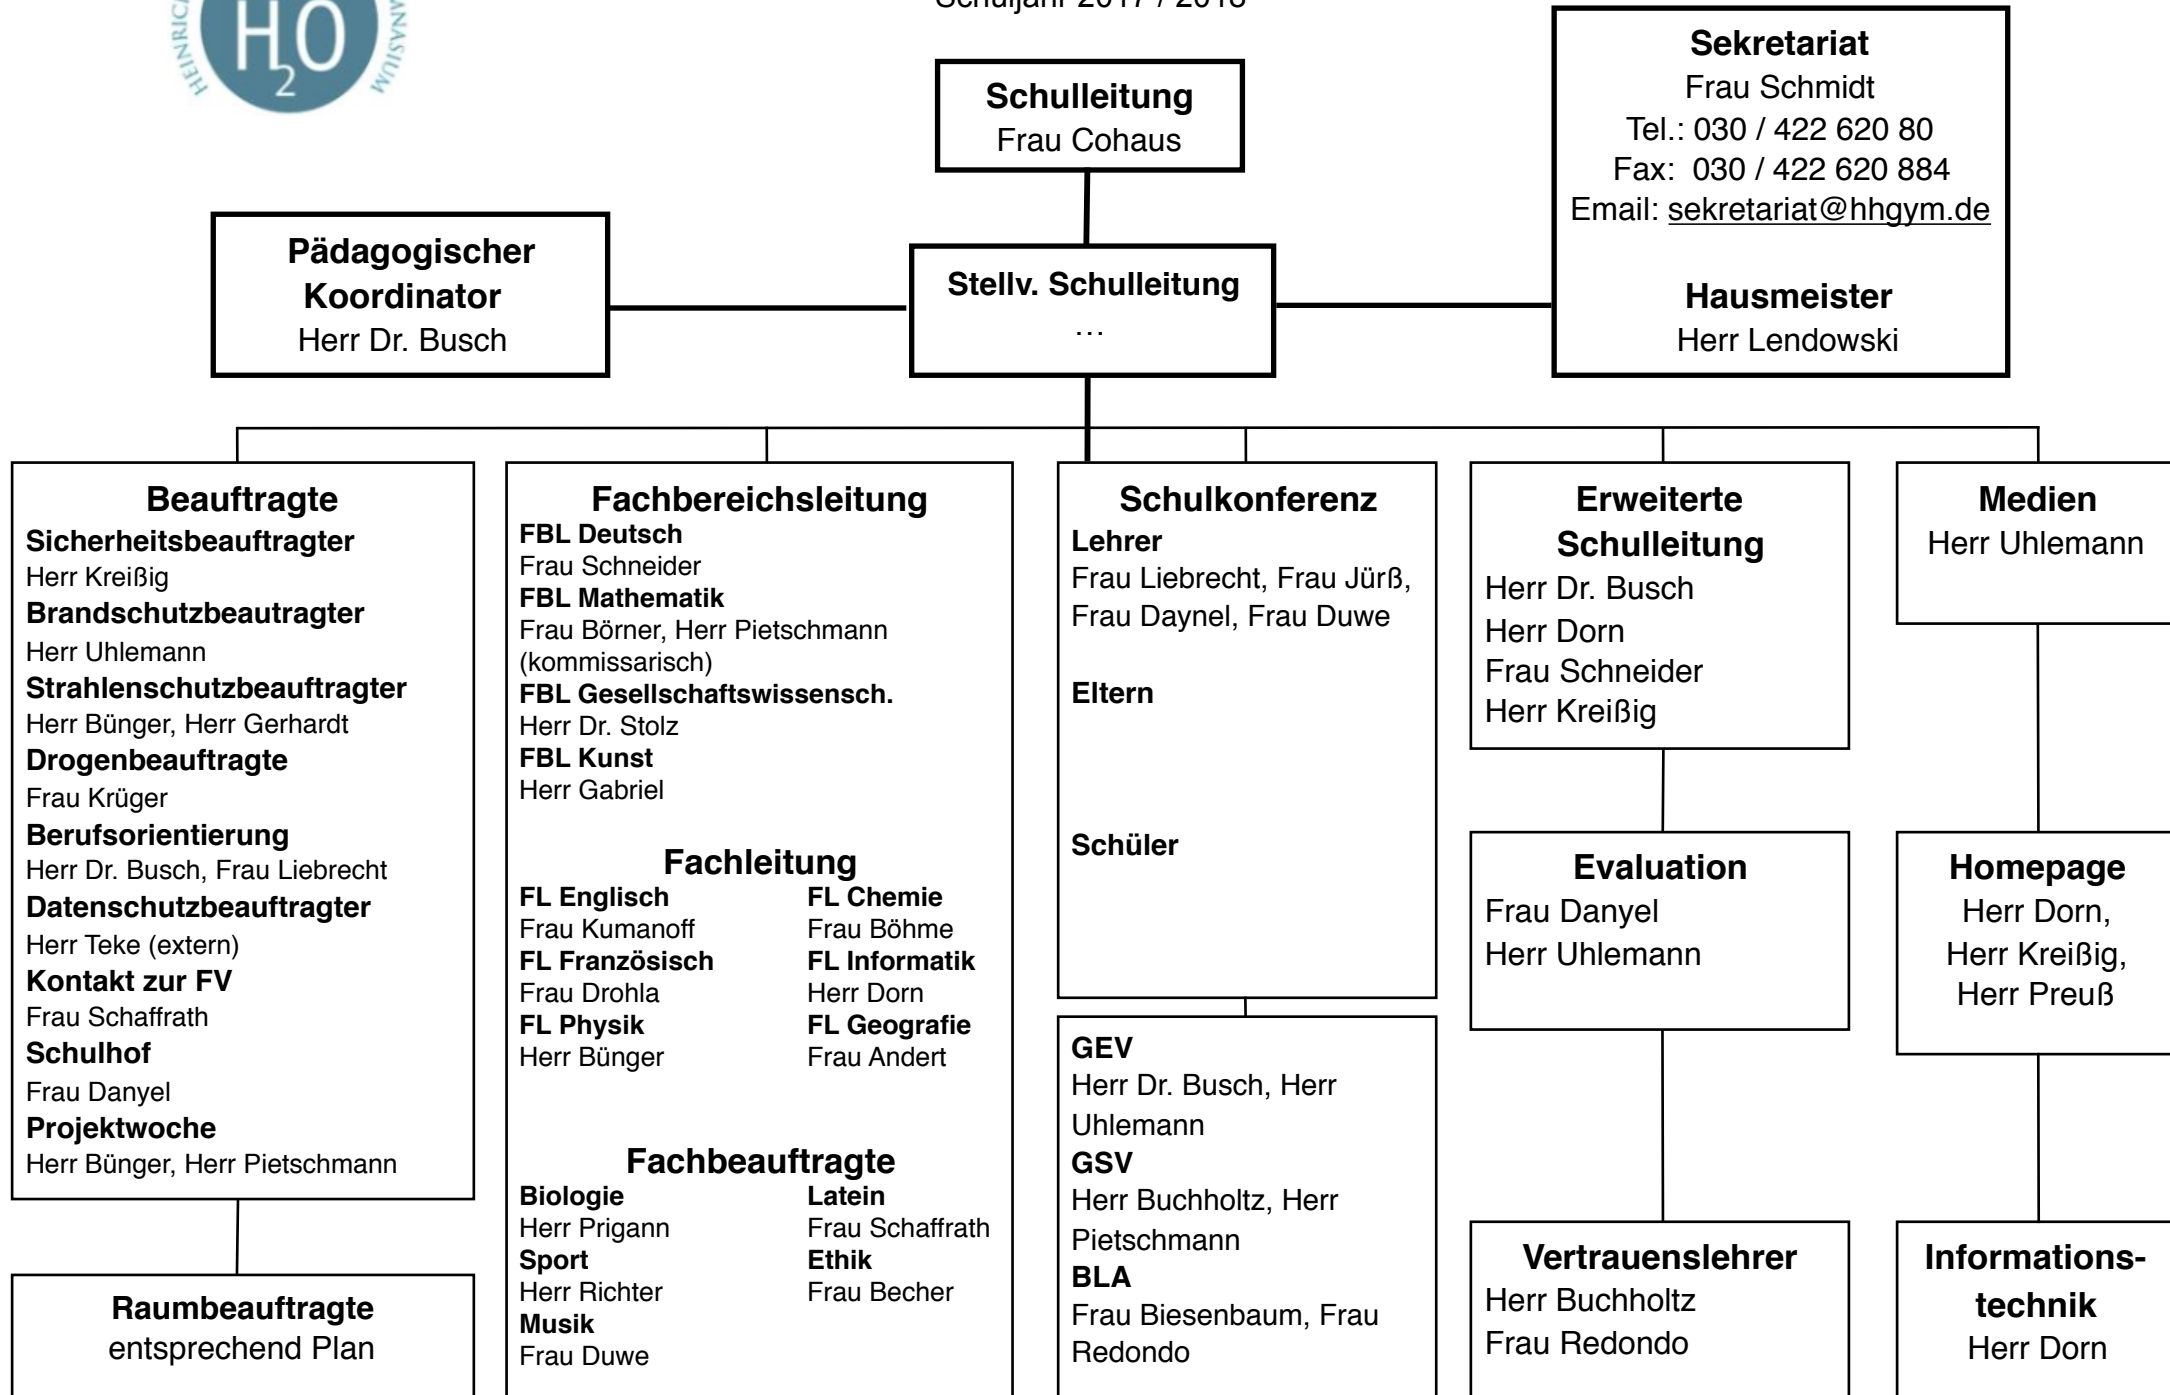 HEINRIC
MNASIUM
H2O
Schuljahr 2017 / 2018
Schulleitung
Frau Cohaus
Sekretariat
Frau Schmidt
Tel.: 030 / 422 620 80
Fax: 030 / 422 620 884
Email: sekretariat@hhgym.de
Hausmeister
Herr Lendowski
Pädagogischer
Koordinator
Herr Dr. Busch
Stellv. Schulleitung
...
Beauftragte
Sicherheitsbeauftragter
Herr Kreißig
Brandschutzbeautragter
Herr Uhlemann
Strahlenschutzbeauftragter
Herr Bünger, Herr Gerhardt
Drogenbeauftragte
Frau Krüger
Berufsorientierung
Herr Dr. Busch, Frau Liebrecht
Datenschutzbeauftragter
Herr Teke (extern)
Kontakt zur FV
Frau Schaffrath
Schulhof
Frau Danyel
Projektwoche
Herr Bünger, Herr Pietschmann
Raumbeauftragte
entsprechend Plan
Fachbereichsleitung
FBL Deutsch
Frau Schneider
FBL Mathematik
Frau Börner, Herr Pietschmann
(kommissarisch)
FBL Gesellschaftswissensch.
Herr Dr. Stolz
FBL Kunst
Herr Gabriel
Fachleitung
FL Englisch
Frau Kumanoff
FL Französisch
Frau Drohla
FL Physik
Herr Bünger
FL Chemie
Frau Böhme
FL Informatik
Herr Dorn
FL Geografie
Frau Andert
Fachbeauftragte
Biologie
Herr Prigann
Sport
Herr Richter
Musik
Frau Duwe
Latein
Frau Schaffrath
Ethik
Frau Becher
Schulkonferenz
Lehrer
Frau Liebrecht, Frau Jürß,
Frau Daynel, Frau Duwe
Eltern
Schüler
GEV
Herr Dr. Busch, Herr
Uhlemann
GSV
Herr Buchholtz, Herr
Pietschmann
BLA
Frau Biesenbaum, Frau
Redondo
Erweiterte
Schulleitung
Herr Dr. Busch
Herr Dorn
Frau Schneider
Herr Kreißig
Evaluation
Frau Danyel
Herr Uhlemann
Vertrauenslehrer
Herr Buchholtz
Frau Redondo
Medien
Herr Uhlemann
Homepage
Herr Dorn,
Herr Kreißig,
Herr Preuß
Informations-
technik
Herr Dorn